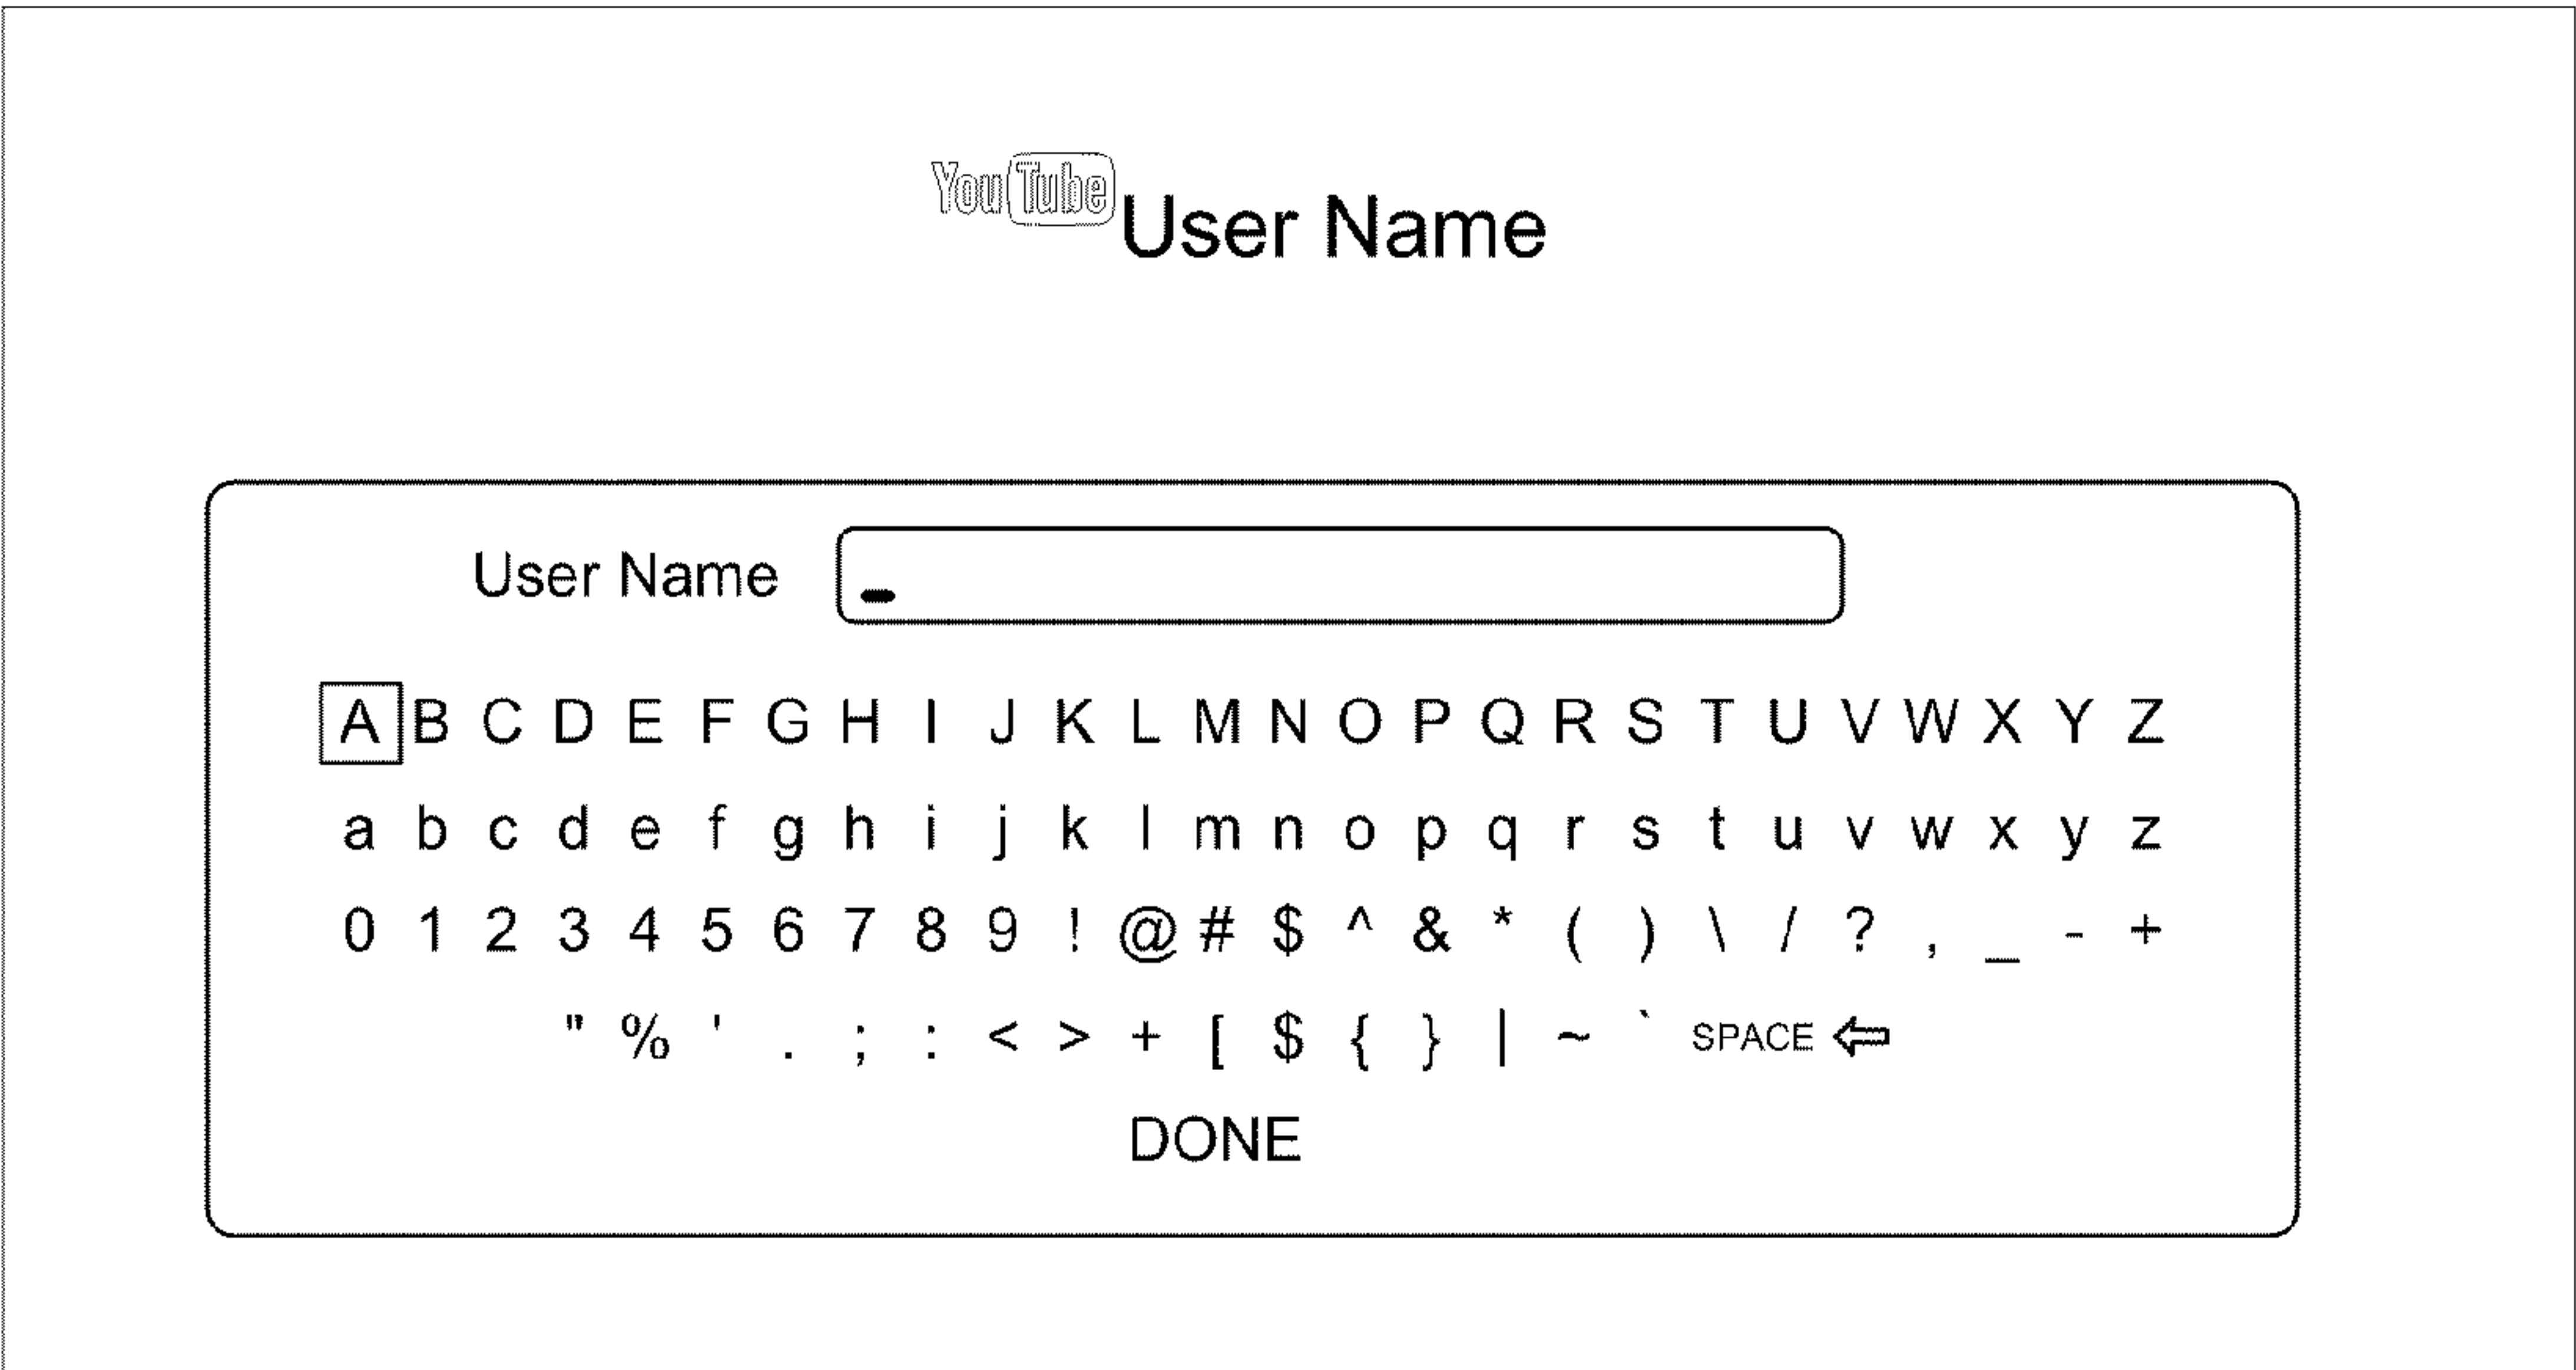 YouTube User Name
User Name _
A B C D E F G H I J K L M N O P Q R S T U V W X Y Z
a b c d e f g h i j k l m n o p q r s t u v w x y z
0 1 2 3 4 5 6 7 8 9 ! @ # $ ^ & * ( ) \ / ? , _ - +
" % ' . ; : < > + [ $ { } | ~ ` SPACE ⇦
DONE